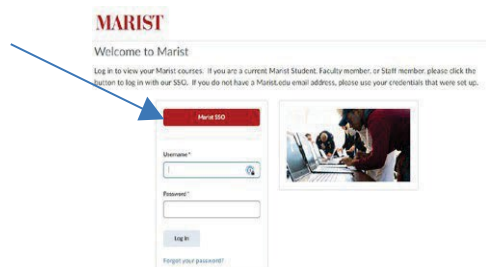 MARIST
Welcome to Marist
Log in to view your Marist courses. If you are a current Marist Student, Faculty member, or Staff member, please click the
button to log in with our SSO. If you do not have a Marist.edu email address, please use your credentials that were set up.
Marist SSO
Username*
Password*
Log In
Forgot your password?